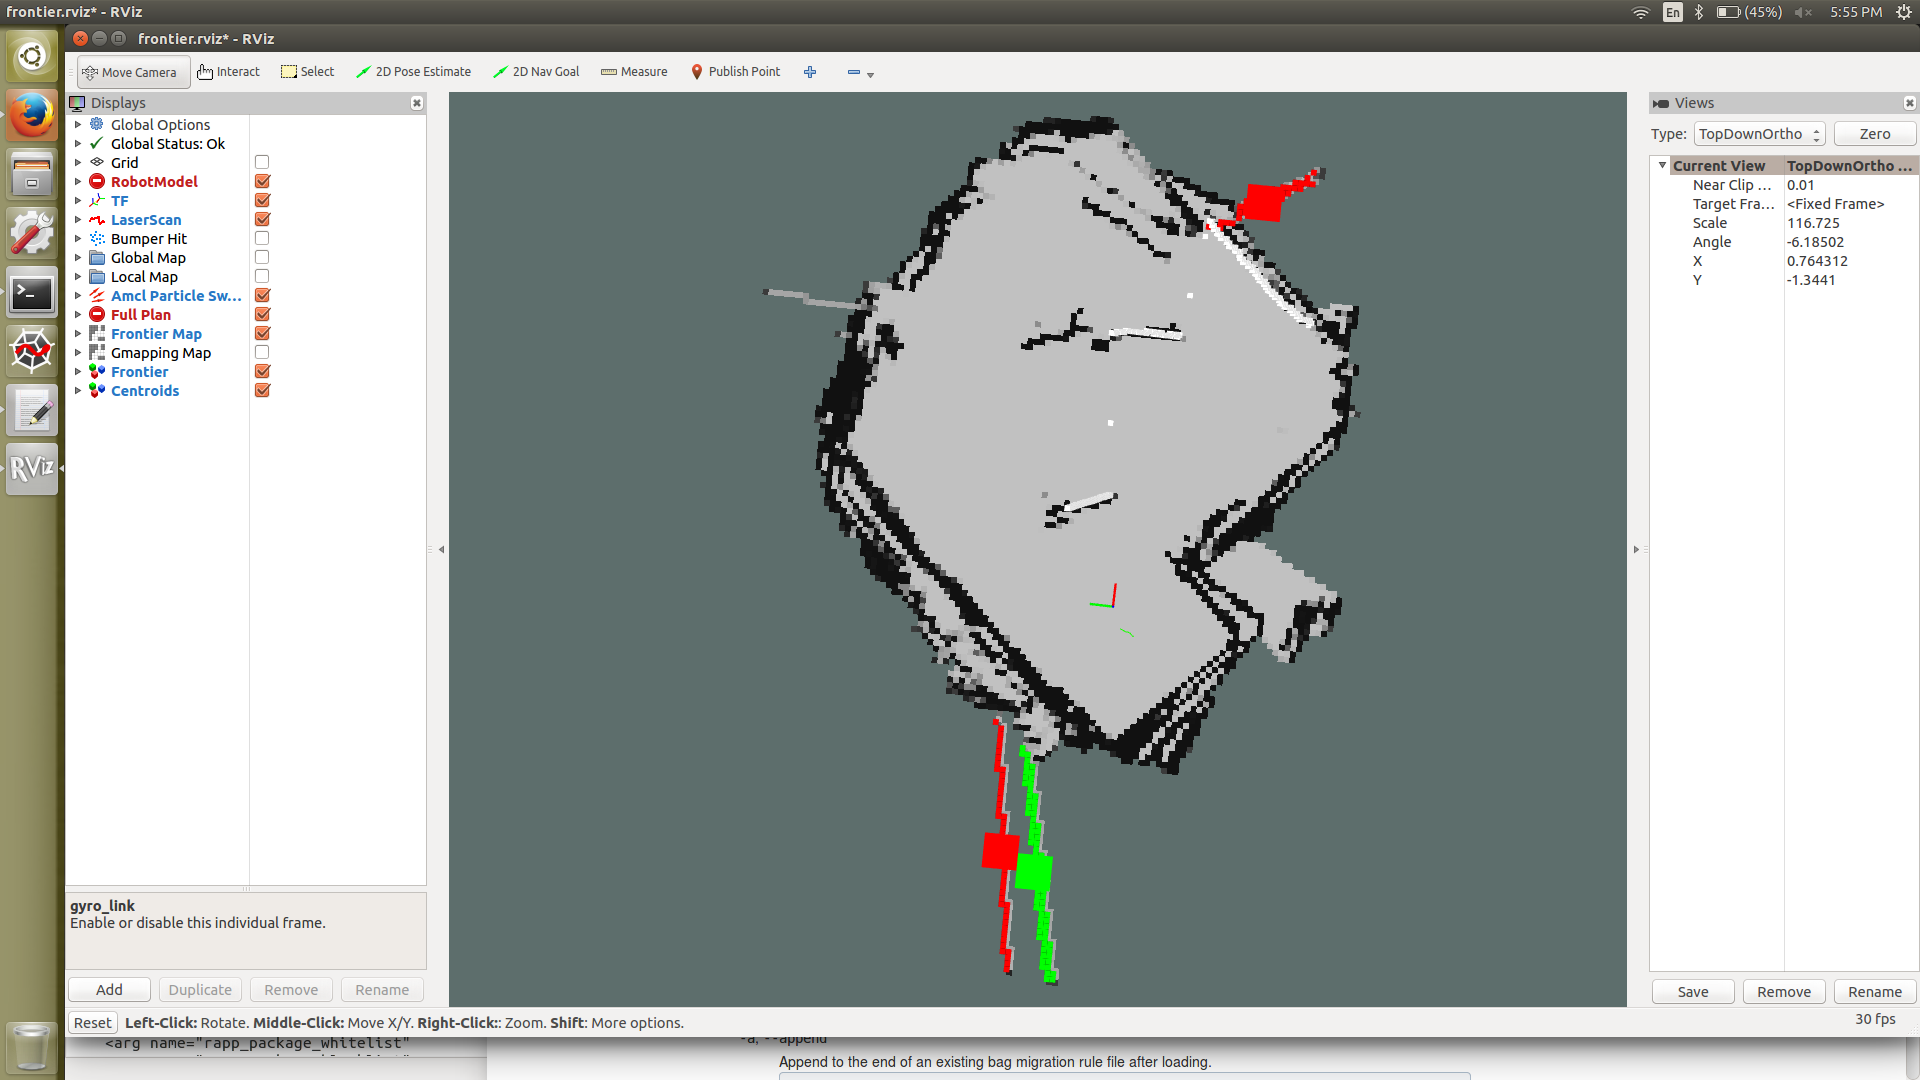 frontier.rviz* - RViz
En (45%) 5:55 PM
frontier.rviz* - RViz
Move Camera Interact Select 2D Pose Estimate 2D Nav Goal Measure Publish Point
Displays
Global Options
Global Status: Ok
Grid
RobotModel
TF
LaserScan
Bumper Hit
Global Map
Local Map
Amcl Particle Sw...
Full Plan
Frontier Map
Gmapping Map
Frontier
Centroids
gyro_link
Enable or disable this individual frame.
Add Duplicate Remove Rename
Views
Type: TopDownOrtho Zero
Current View TopDownOrtho ...
Near Clip ... 0.01
Target Fra... <Fixed Frame>
Scale 116.725
Angle -6.18502
X 0.764312
Y -1.3441
Save Remove Rename
Reset Left-Click: Rotate. Middle-Click: Move X/Y. Right-Click:: Zoom. Shift: More options.
30 fps
RViz
<arg name="rapp_package_whitelist"
-a, --append
Append to the end of an existing bag migration rule file after loading.